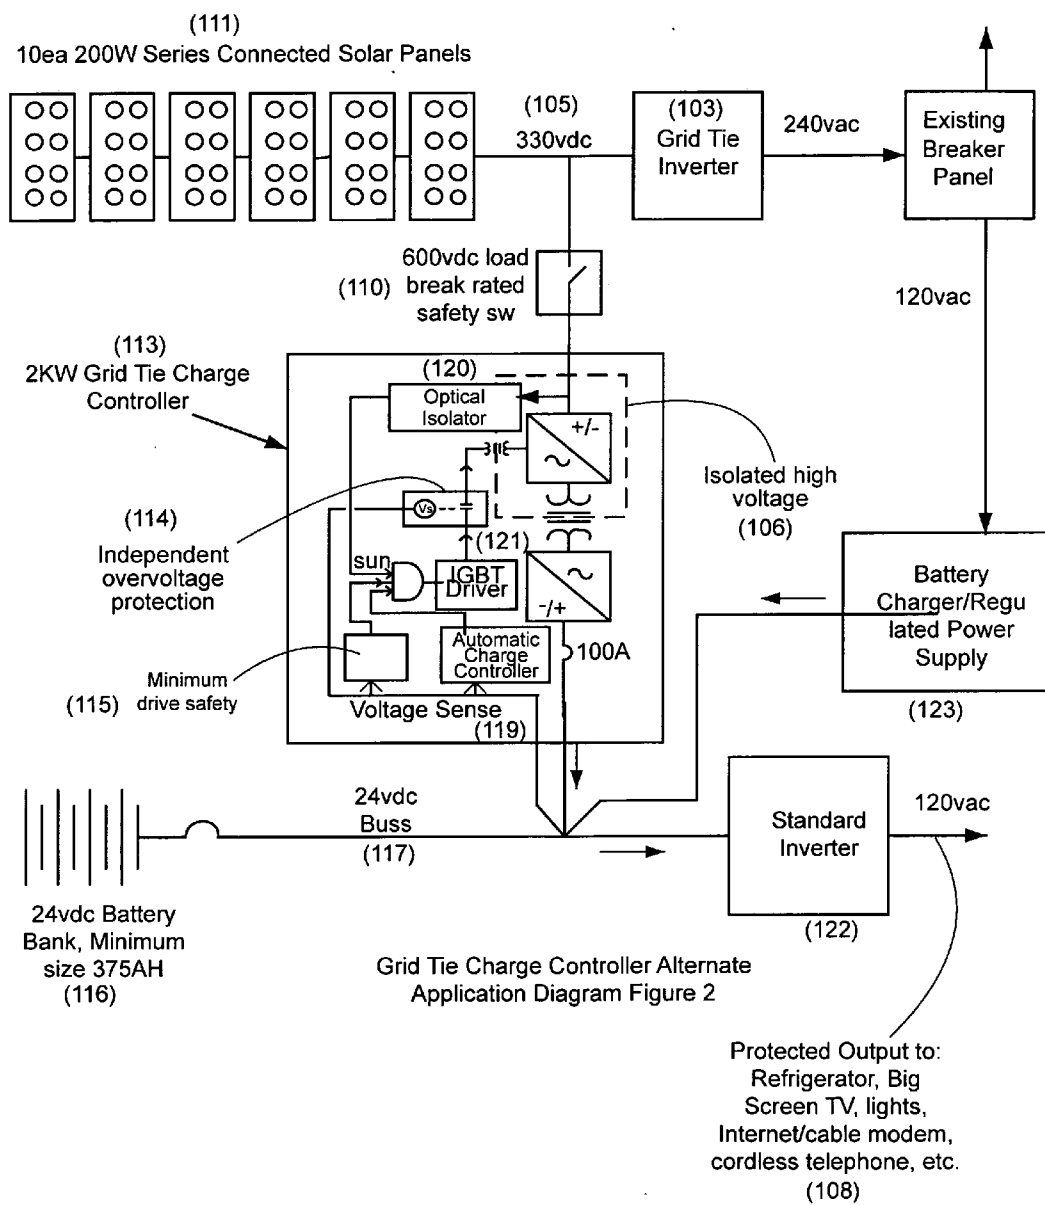 (111)
10ea 200W Series Connected Solar Panels
(105)
330vdc
(103)
Grid Tie
Inverter
240vac
Existing
Breaker
Panel
120vac
600vdc load
break rated
safety sw
(110)
(113)
2KW Grid Tie Charge
Controller
(120)
Optical
Isolator
+/-
Isolated high
voltage
(106)
(114)
Independent
overvoltage
protection
Vs
(121)
sun
IGBT
Driver
-/+
100A
Automatic
Charge
Controller
Minimum
drive safety
(115)
Voltage Sense
(119)
Battery
Charger/Regu
lated Power
Supply
(123)
24vdc
Buss
(117)
Standard
Inverter
(122)
120vac
24vdc Battery
Bank, Minimum
size 375AH
(116)
Grid Tie Charge Controller Alternate
Application Diagram Figure 2
Protected Output to:
Refrigerator, Big
Screen TV, lights,
Internet/cable modem,
cordless telephone, etc.
(108)